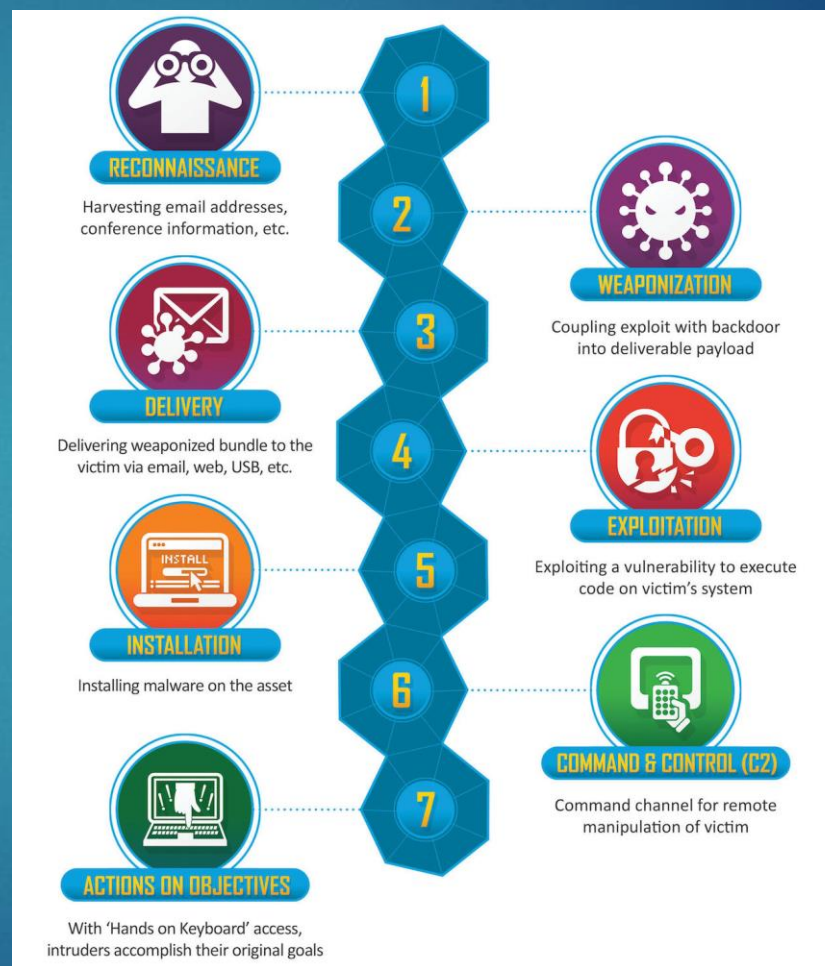 1
RECONNAISSANCE
Harvesting email addresses,
conference information, etc.
2
WEAPONIZATION
Coupling exploit with backdoor
into deliverable payload
3
DELIVERY
Delivering weaponized bundle to the
victim via email, web, USB, etc.
4
EXPLOITATION
Exploiting a vulnerability to execute
code on victim's system
5
INSTALL
INSTALLATION
Installing malware on the asset
6
COMMAND & CONTROL (C2)
Command channel for remote
manipulation of victim
7
ACTIONS ON OBJECTIVES
With 'Hands on Keyboard' access,
intruders accomplish their original goals